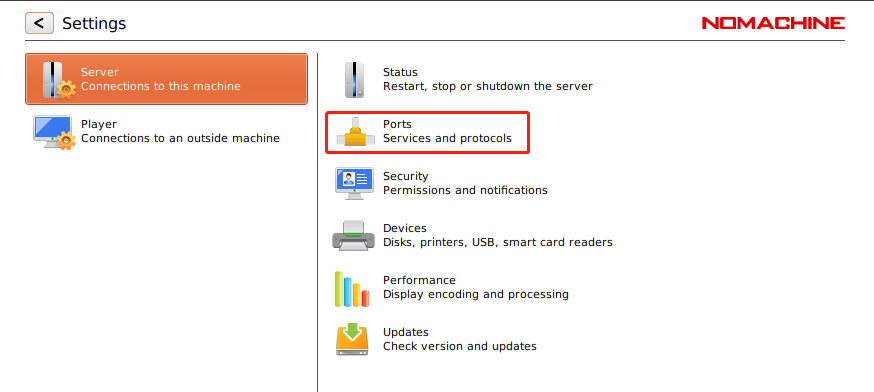 <
Settings
NOMACHINE
Server
Connections to this machine
Player
Connections to an outside machine
Status
Restart, stop or shutdown the server
Ports
Services and protocols
Security
Permissions and notifications
Devices
Disks, printers, USB, smart card readers
Performance
Display encoding and processing
Updates
Check version and updates